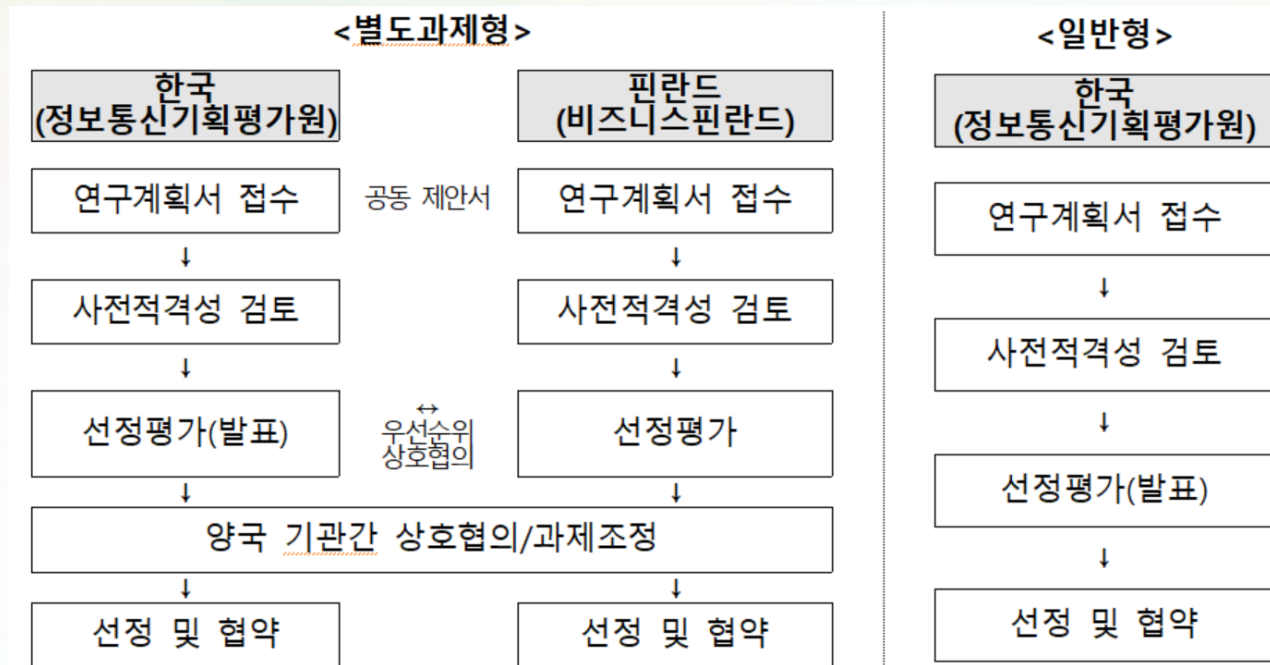 <별도과제형>
한국
(정보통신기획평가원)
핀란드
(비즈니스핀란드)
연구계획서 접수
공동 제안서
연구계획서 접수
↓
↓
사전적격성 검토
사전적격성 검토
↓
↓
선정평가(발표)
↔
우선순위
상호협의
선정평가
↓
↓
양국 기관간 상호협의/과제조정
↓
↓
선정 및 협약
선정 및 협약
<일반형>
한국
(정보통신기획평가원)
연구계획서 접수
↓
사전적격성 검토
↓
선정평가(발표)
↓
선정 및 협약